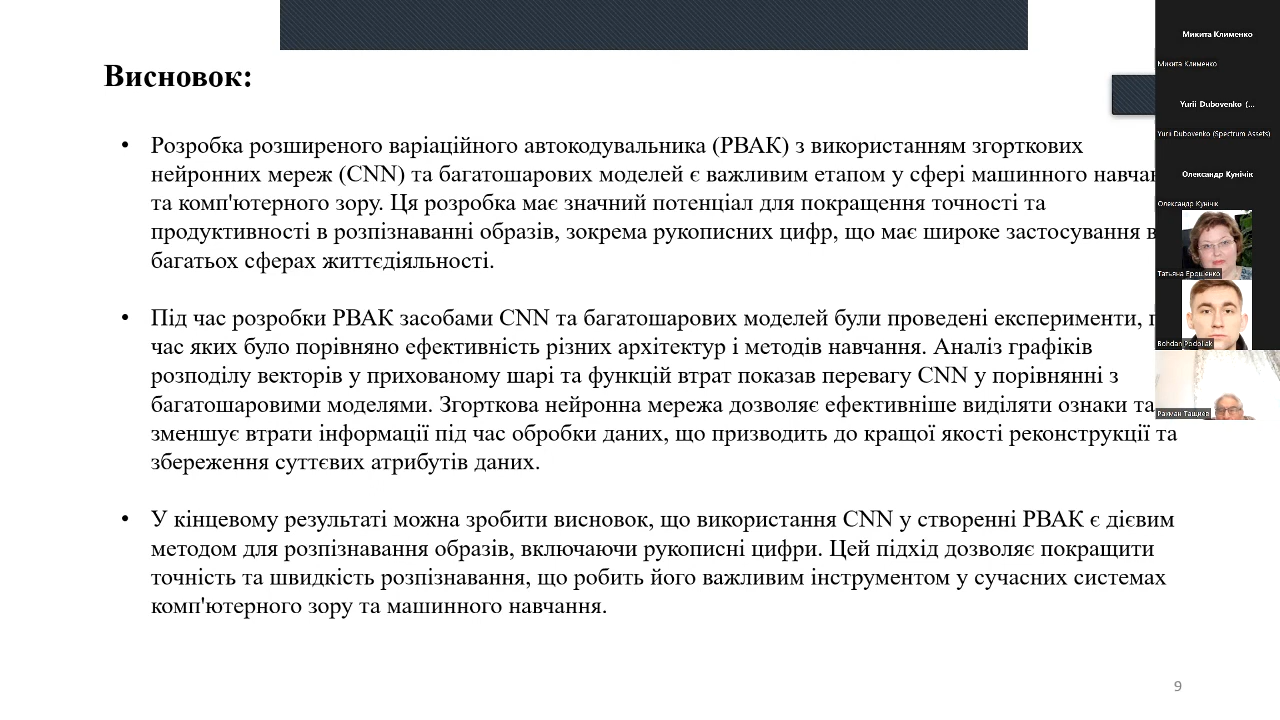 Висновок:
Розробка розширеного варіаційного автокодувальника (РВАК) з використанням згорткових
нейронних мереж (CNN) та багатошарових моделей є важливим етапом у сфері машинного
та комп'ютерного зору. Ця розробка має значний потенціал для покращення точності та
продуктивності в розпізнаванні образів, зокрема рукописних цифр, що має широке застосування в
багатьох сферах життєдіяльності.
Під час розробки РВАК засобами CNN та багатошарових моделей були проведені експерименти,
час яких було порівняно ефективність різних архітектур і методів навчання. Аналіз графіків
розподілу векторів у прихованому шарі та функцій втрат показав перевагу CNN у порівнянні з
багатошаровими моделями. Згорткова нейронна мережа дозволяє ефективніше виділяти ознаки та
зменшує втрати інформації під час обробки даних, що призводить до кращої якості реконструкції та
збереження суттєвих атрибутів даних.
У кінцевому результаті можна зробити висновок, що використання CNN у створенні РВАК є дієвим
методом для розпізнавання образів, включаючи рукописні цифри. Цей підхід дозволяє покращити
точність та швидкість розпізнавання, що робить його важливим інструментом у сучасних системах
комп'ютерного зору та машинного навчання.
9
Микита Клименко
Микита Клименко
Yurii Dubovenko (...
Yurii Dubovenko (Spectrum Assets)
Олександр Кунічік
Олександр Кунічік
Татьяна Ерошенко
Bohdan Podoliak
Рахман Тащиев